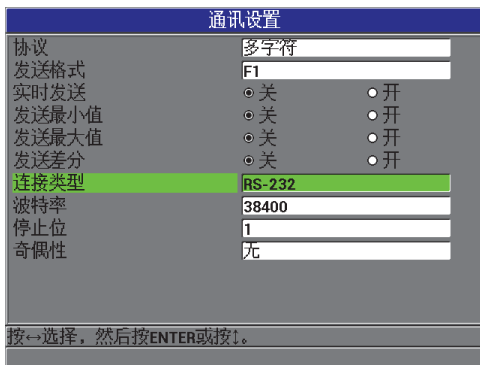 通讯设置
协议 多字符
发送格式 F1
实时发送 关 开
发送最小值 关 开
发送最大值 关 开
发送差分 关 开
连接类型 RS-232
波特率 38400
停止位 1
奇偶性 无
按↔选择，然后按ENTER或按↕。